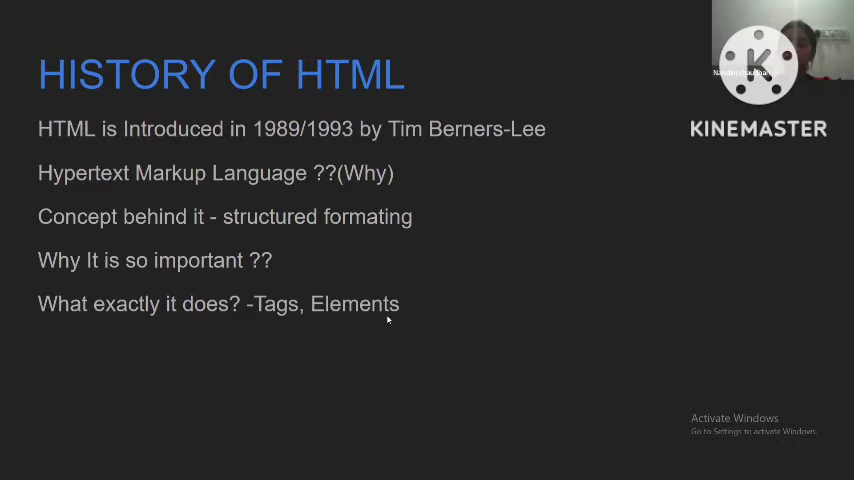 HISTORY OF HTML
HTML is Introduced in 1989/1993 by Tim Berners-Lee
Hypertext Markup Language ??(Why)
Concept behind it - structured formating
Why It is so important ??
What exactly it does? -Tags, Elements
K
KINEMASTER
Activate Windows
Go to Settings to activate Windows.